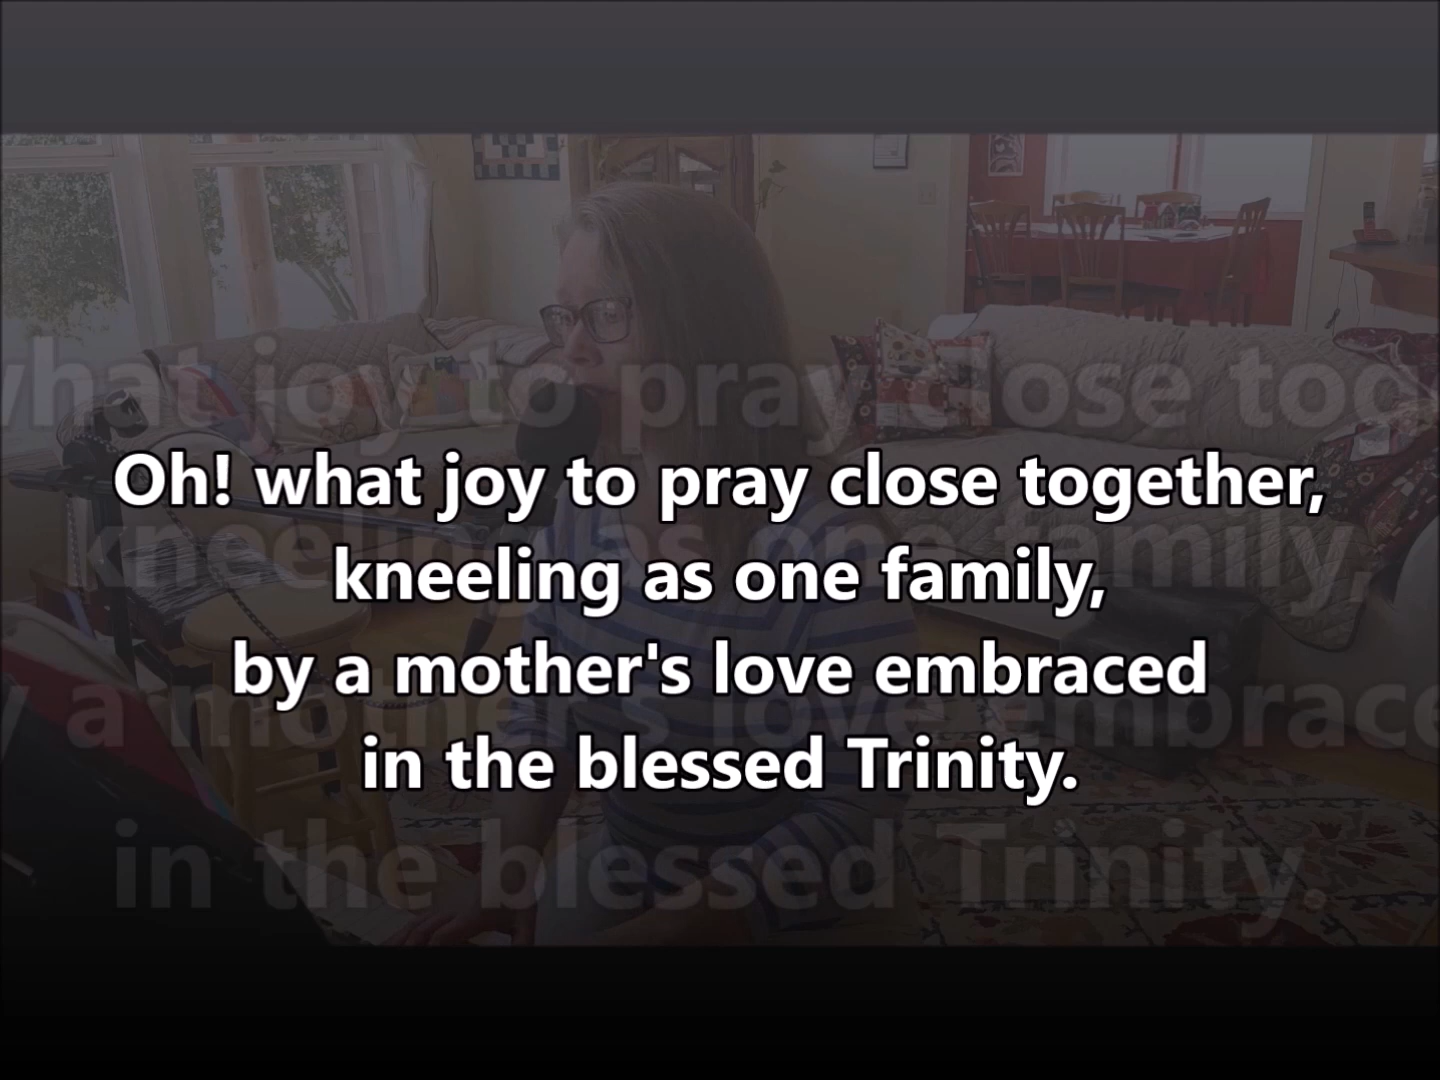 Oh! what joy to pray close together,
kneeling as one family,
by a mother's love embraced
in the blessed Trinity.